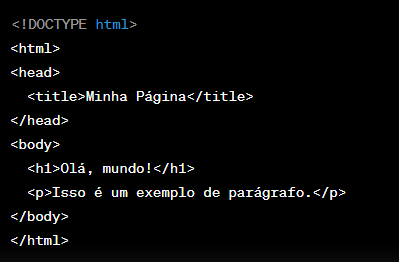 <!DOCTYPE html>
<html>
<head>
  <title>Minha Página</title>
</head>
<body>
  <h1>Olá, mundo!</h1>
  <p>Isso é um exemplo de parágrafo.</p>
</body>
</html>